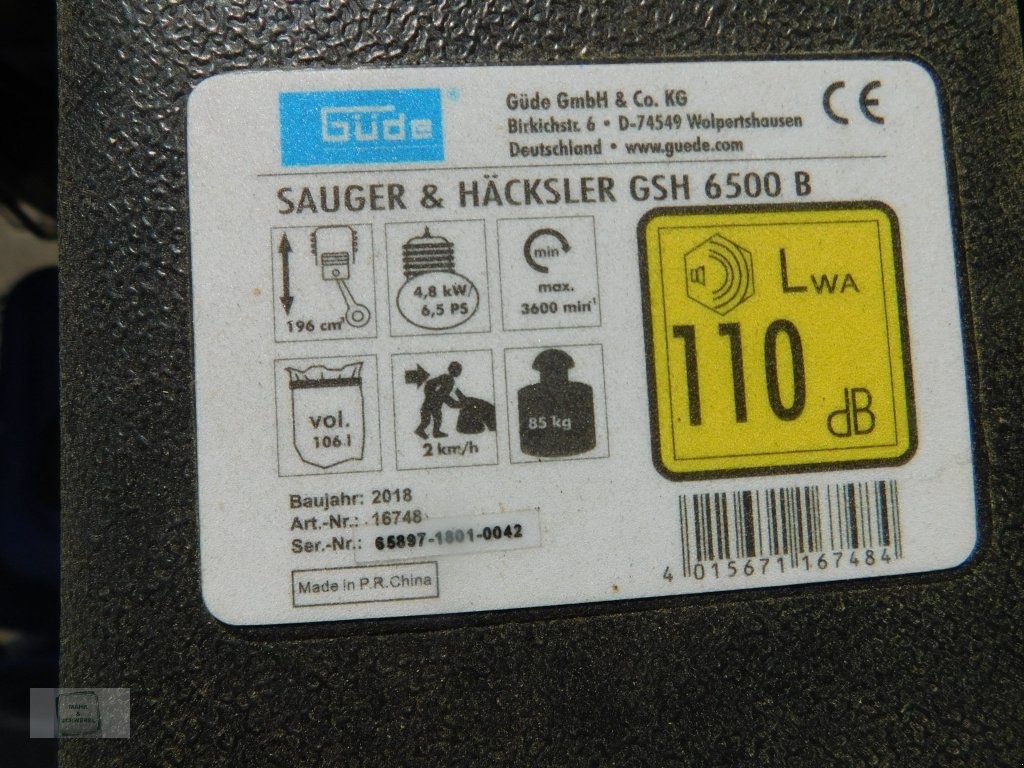 Güde
Güde GmbH & Co. KG
Birkichstr. 6 • D-74549 Wolpertshausen
Deutschland • www.guede.com
CE
SAUGER & HÄCKSLER GSH 6500 B
196 cm³
4,8 kW/
6,5 PS
min
max.
3600 min⁻¹
LWA
110
dB
vol.
106 l
2 km/h
85 kg
Baujahr: 2018
Art.-Nr.: 16748
Ser.-Nr.: 65897-1801-0042
Made in P.R.China
4 015671 167484
MAHK
&